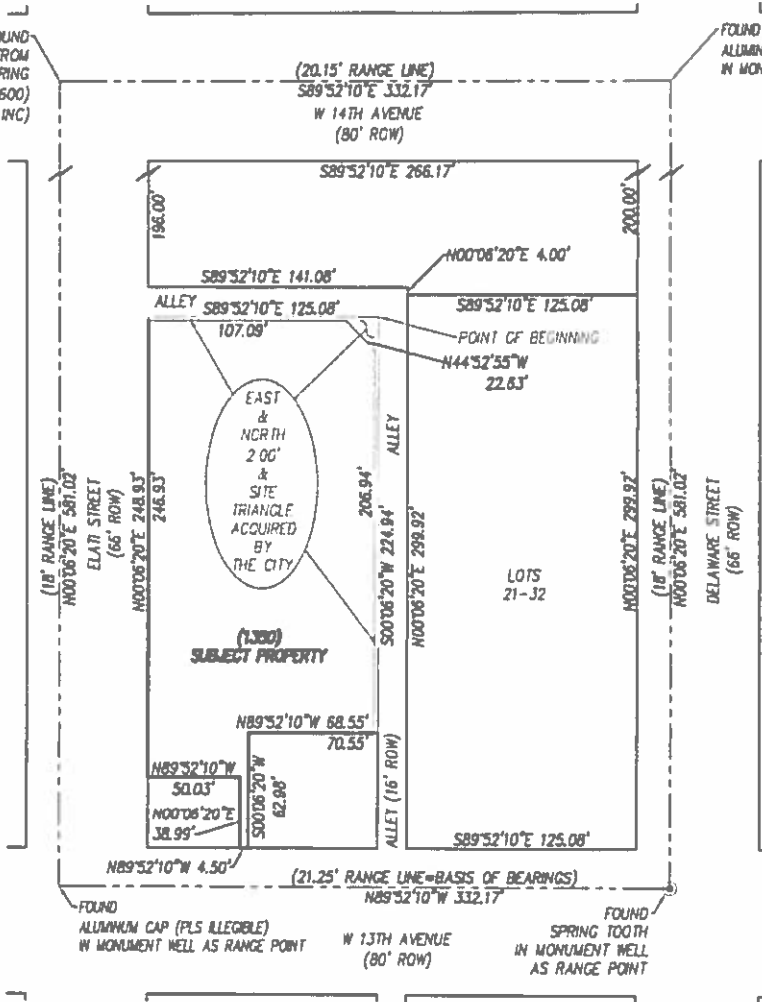 FOUND
ALUMIN
IN MON
OUND
FROM
RING
600)
INC)
(20.15' RANGE LINE)
S89°52'10"E 332.17'
W 14TH AVENUE
(80' ROW)
S89°52'10"E 266.17'
196.00'
200.00'
N00°06'20"E 4.00'
S89°52'10"E 141.08'
ALLEY
S89°52'10"E 125.08'
107.09'
S89°52'10"E 125.08'
POINT OF BEGINNING
N44°52'55"W
22.63'
EAST
&
NORTH
2.00'
&
SITE
TRIANGLE
ACQUIRED
BY
THE CITY
ALLEY
206.94'
S00°06'20"W 224.94'
N00°06'20"E 299.92'
(18' RANGE LINE)
N00°06'20"E 581.02'
ELATI STREET
(66' ROW)
N00°06'20"E 248.93'
246.93'
LOTS
21-32
N00°06'20"E 299.92'
(18' RANGE LINE)
N00°06'20"E 581.02'
DELAWARE STREET
(66' ROW)
SUBJECT PROPERTY
N89°52'10"W 68.55'
70.55'
N89°52'10"W
50.03'
N00°06'20"E
38.99'
S00°06'20"W
62.98'
ALLEY (16' ROW)
S89°52'10"E 125.08'
N89°52'10"W 4.50'
(21.25' RANGE LINE=BASIS OF BEARINGS)
N89°52'10"W 332.17'
FOUND
ALUMINUM CAP (PLS ILLEGIBLE)
IN MONUMENT WELL AS RANGE POINT
W 13TH AVENUE
(80' ROW)
FOUND
SPRING TOOTH
IN MONUMENT WELL
AS RANGE POINT